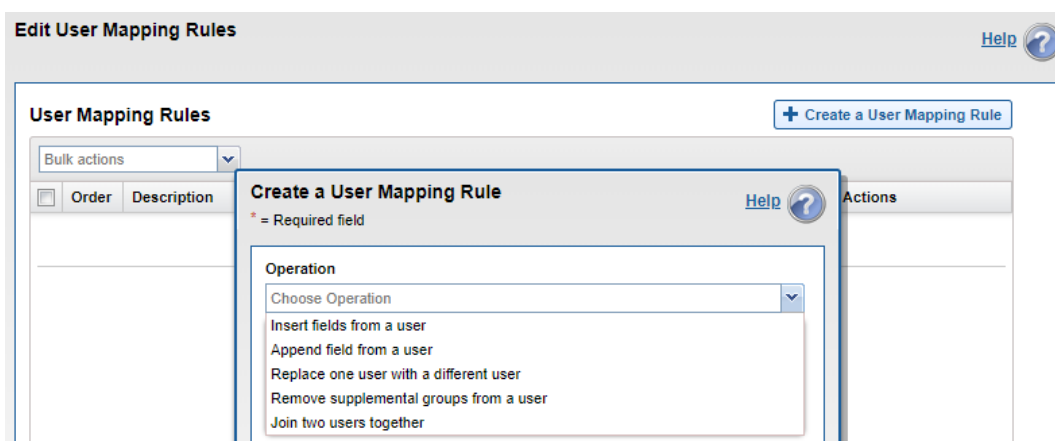 Edit User Mapping Rules
Help
User Mapping Rules
+ Create a User Mapping Rule
Bulk actions
Order Description
Actions
Create a User Mapping Rule
Help
* = Required field
Operation
Choose Operation
Insert fields from a user
Append field from a user
Replace one user with a different user
Remove supplemental groups from a user
Join two users together